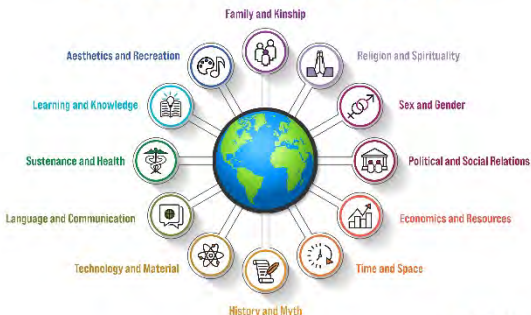 Family and Kinship
Aesthetics and Recreation
Religion and Spirituality
Learning and Knowledge
Sex and Gender
Sustenance and Health
Political and Social Relations
Language and Communication
Economics and Resources
Technology and Material
Time and Space
History and Myth